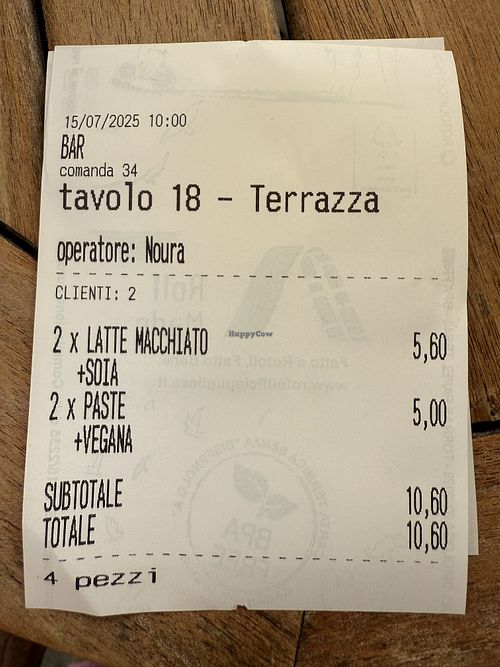 15/07/2025 10:00
BAR
comanda 34
tavolo 18 - Terrazza
operatore: Noura
CLIENTI: 2
2 x LATTE MACCHIATO 5,60
+SOIA
HappyCow
2 x PASTE 5,00
+VEGANA
SUBTOTALE 10,60
TOTALE 10,60
4 pezzi